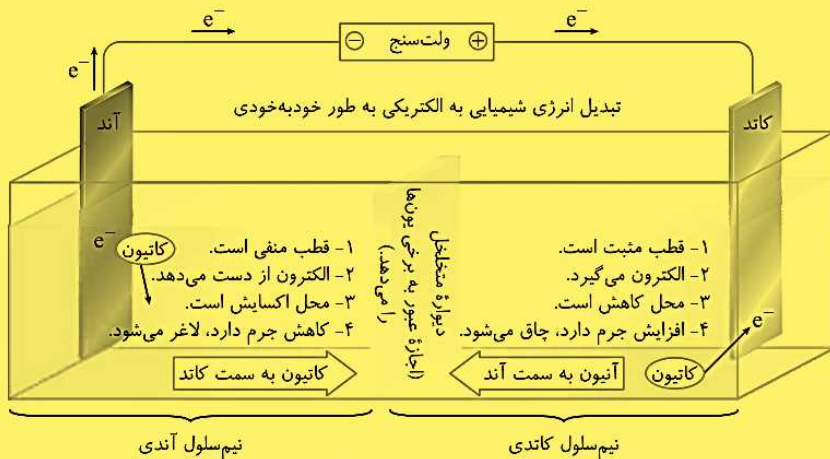 e⁻ e⁻
⊖ ولت‌سنج ⊕
e⁻
تبدیل انرژی شیمیایی به الکتریکی به طور خودبه‌خودی
آند
کاتد
دیوارهٔ متخلخل
(اجازهٔ عبور به برخی یون‌ها
را می‌دهد.)
۱- قطب مثبت است.
۲- الکترون می‌گیرد.
۳- محل کاهش است.
۴- افزایش جرم دارد، چاق می‌شود.
e⁻
کاتیون
آنیون به سمت آند
e⁻
کاتیون
۱- قطب منفی است.
۲- الکترون از دست می‌دهد.
۳- محل اکسایش است.
۴- کاهش جرم دارد، لاغر می‌شود.
کاتیون به سمت کاتد
نیم‌سلول کاتدی
نیم‌سلول آندی